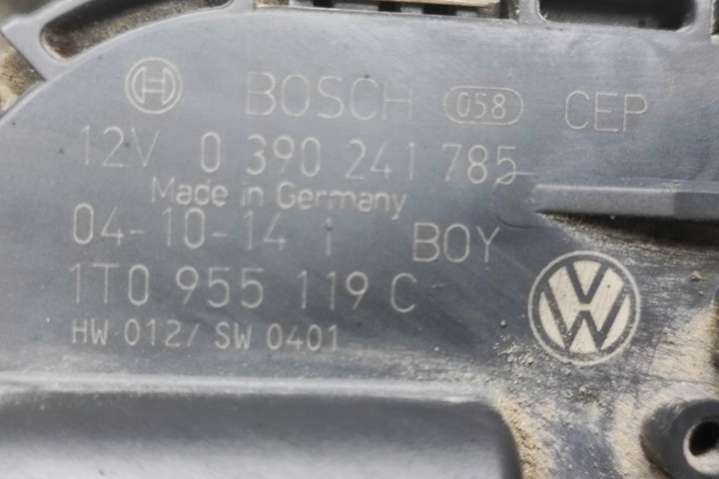 BOSCH 058 CEP
12V 0 390 241 785
Made in Germany
04-10-14 i BOY
1T0 955 119 C
HW 012/ SW 0401